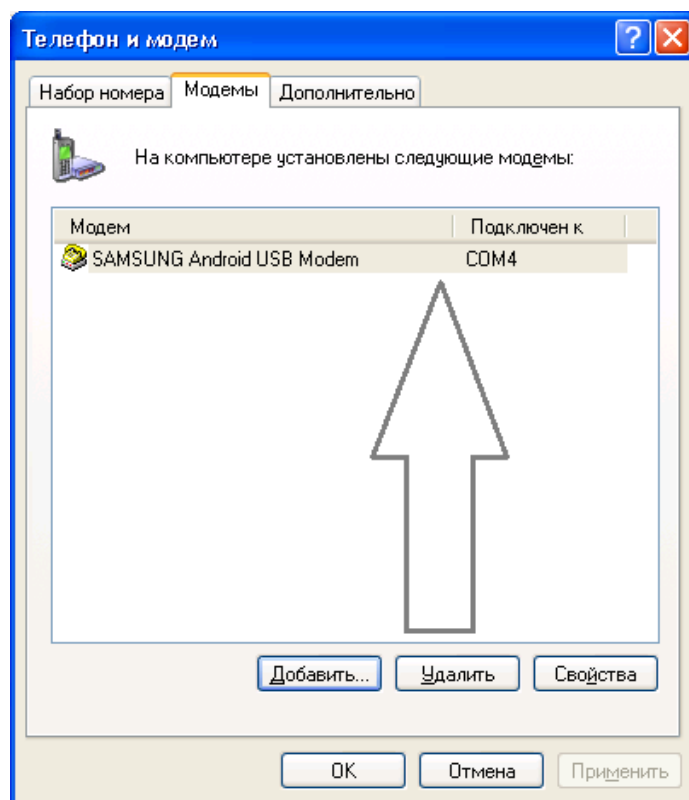 Телефон и модем
Набор номера Модемы Дополнительно
На компьютере установлены следующие модемы:
Модем Подключен к
SAMSUNG Android USB Modem COM4
Добавить... Удалить Свойства
OK Отмена Применить